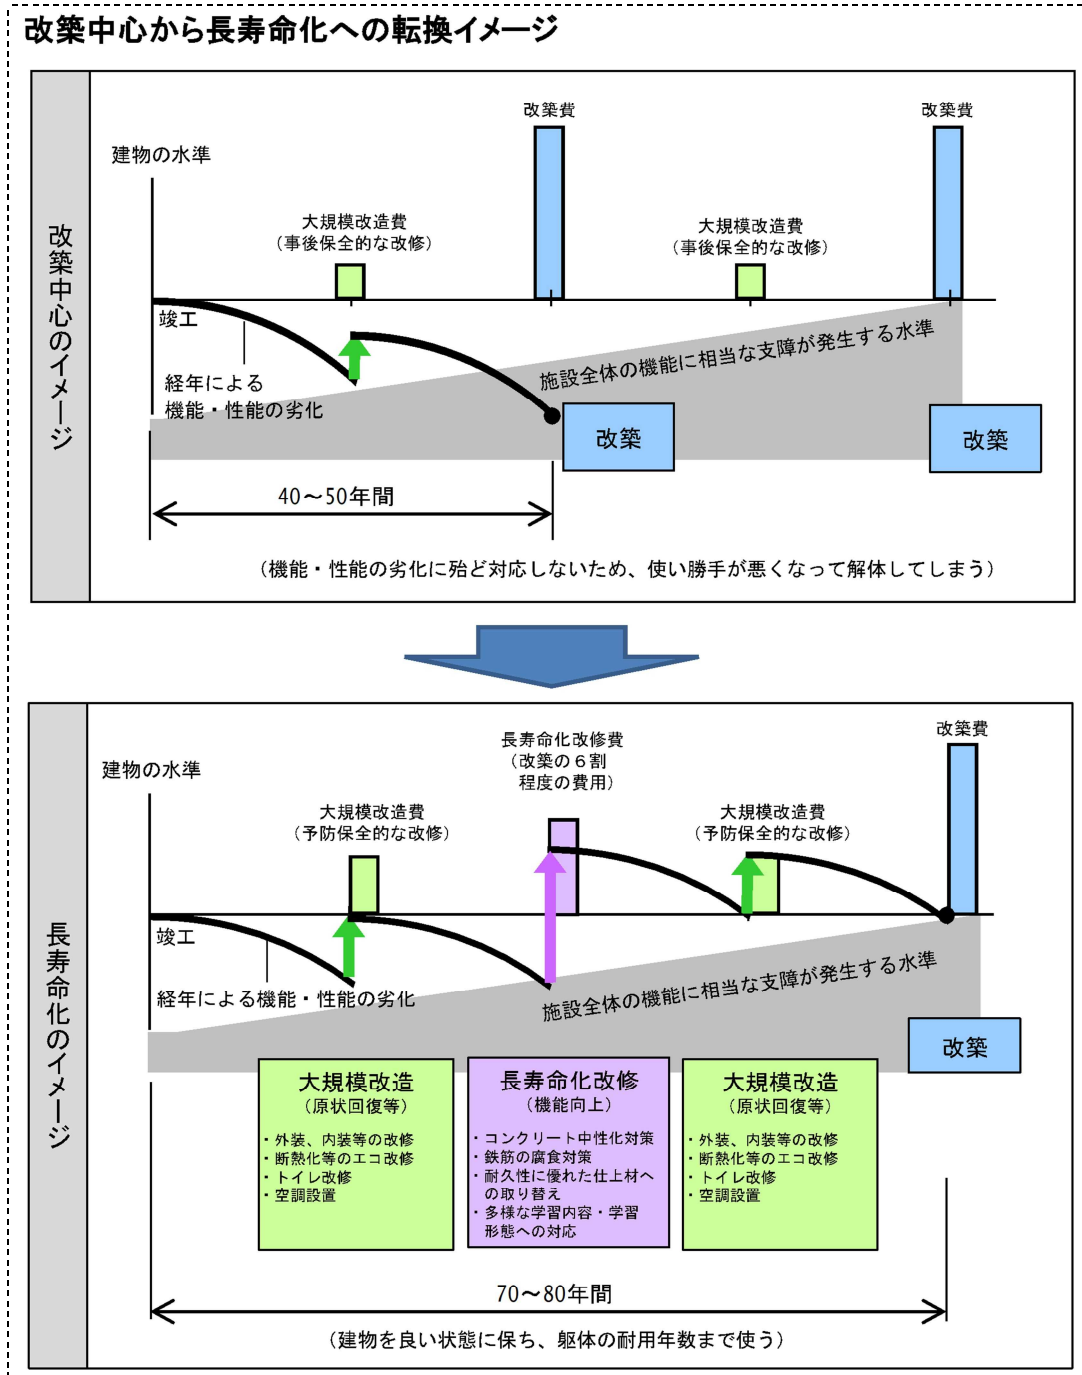 改築中心から長寿命化への転換イメージ
改築中心のイメージ
建物の水準
大規模改造費
（事後保全的な改修）
改築費
大規模改造費
（事後保全的な改修）
改築費
竣工
経年による
機能・性能の劣化
施設全体の機能に相当な支障が発生する水準
改築
改築
40～50年間
（機能・性能の劣化に殆ど対応しないため、使い勝手が悪くなって解体してしまう）
長寿命化のイメージ
建物の水準
大規模改造費
（予防保全的な改修）
長寿命化改修費
（改築の６割
程度の費用）
大規模改造費
（予防保全的な改修）
改築費
竣工
経年による機能・性能の劣化
施設全体の機能に相当な支障が発生する水準
改築
大規模改造
（原状回復等）
・外装、内装等の改修
・断熱化等のエコ改修
・トイレ改修
・空調設置
長寿命化改修
（機能向上）
・コンクリート中性化対策
・鉄筋の腐食対策
・耐久性に優れた仕上材へ
の取り替え
・多様な学習内容・学習
形態への対応
大規模改造
（原状回復等）
・外装、内装等の改修
・断熱化等のエコ改修
・トイレ改修
・空調設置
70～80年間
（建物を良い状態に保ち、躯体の耐用年数まで使う）